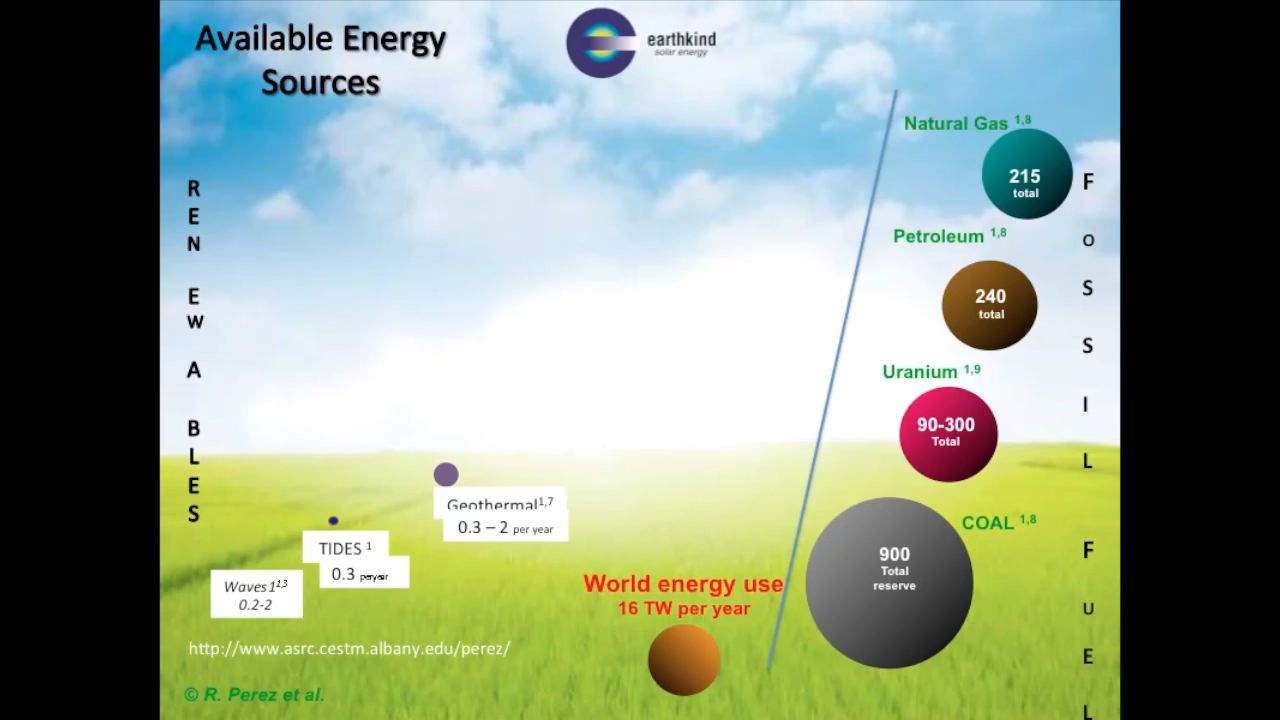 Available Energy
Sources
earthkind
solar energy
R
E
N
E
W
A
B
L
E
S
Natural Gas 1,8
215
total
Petroleum 1,8
240
total
Uranium 1,9
90-300
Total
COAL 1,8
900
Total
reserve
F
O
S
S
I
L
F
U
E
L
Geothermal1,7
0.3 – 2 per year
TIDES 1
0.3 per year
Waves11,3
0.2-2
World energy use
16 TW per year
http://www.asrc.cestm.albany.edu/perez/
© R. Perez et al.